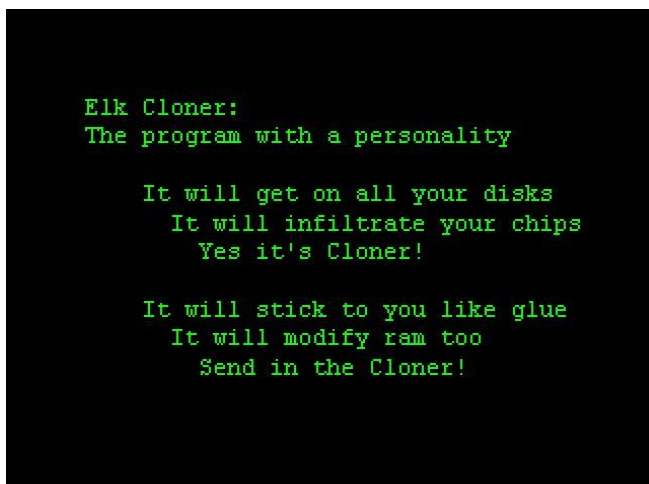 Elk Cloner:
The program with a personality
It will get on all your disks
It will infiltrate your chips
Yes it's Cloner!
It will stick to you like glue
It will modify ram too
Send in the Cloner!